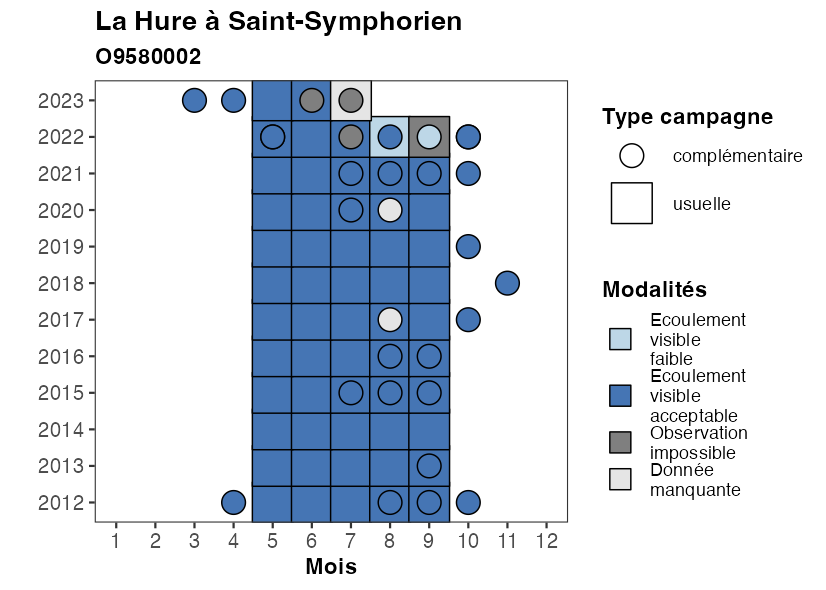 La Hure à Saint-Symphorien
O9580002
2023
2022
2021
2020
2019
2018
2017
2016
2015
2014
2013
2012
1 2 3 4 5 6 7 8 9 10 11 12
Mois
Type campagne
complémentaire
usuelle
Modalités
Ecoulement
visible
faible
Ecoulement
visible
acceptable
Observation
impossible
Donnée
manquante